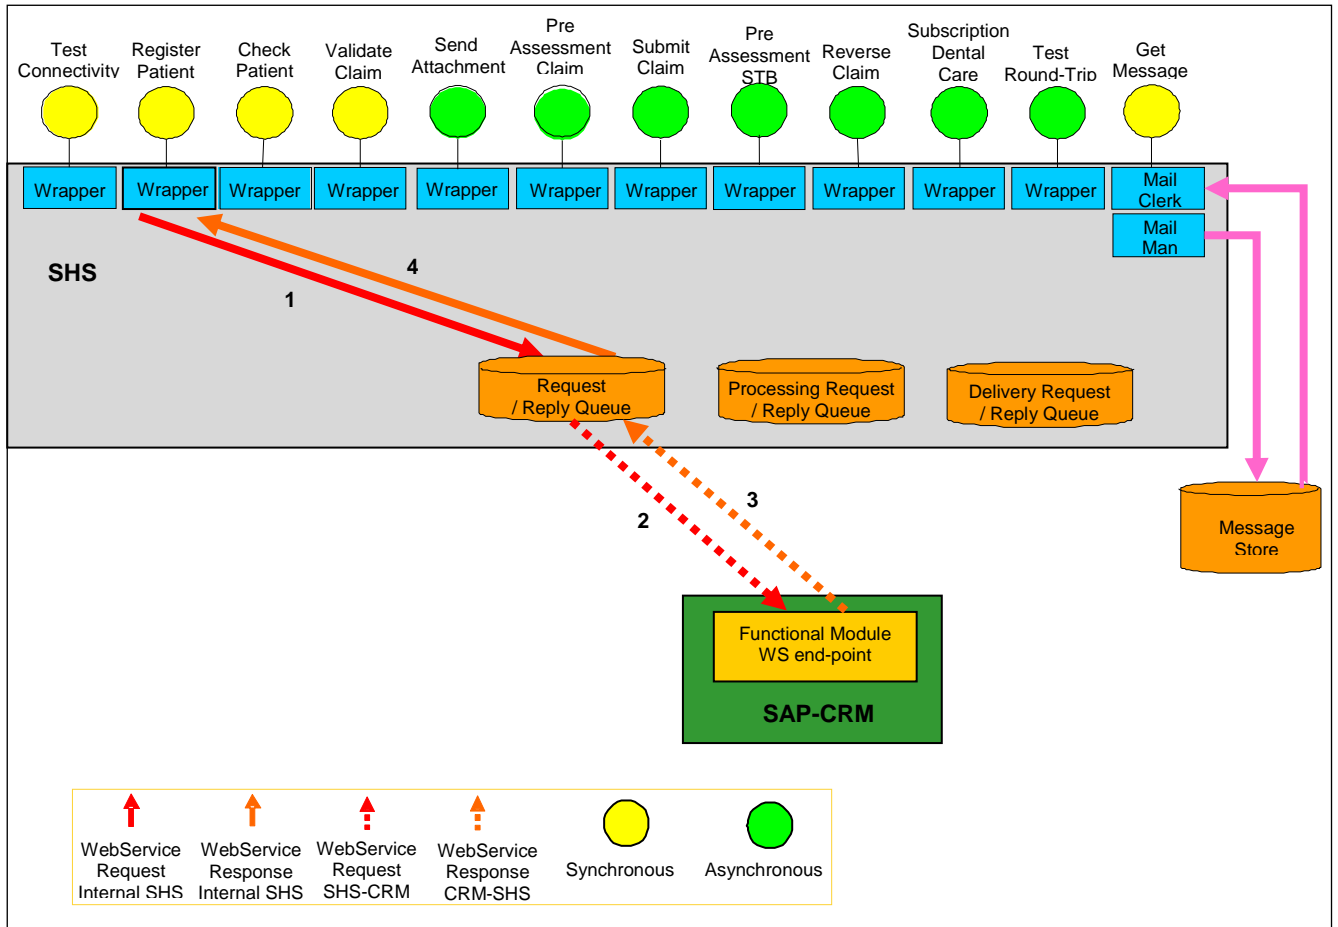 Test
Connectivity
Register
Patient
Check
Patient
Validate
Claim
Send
Attachment
Pre
Assessment
Claim
Submit
Claim
Pre
Assessment
STB
Reverse
Claim
Subscription
Dental
Care
Test
Round-Trip
Get
Message
Wrapper
Wrapper
Wrapper
Wrapper
Wrapper
Wrapper
Wrapper
Wrapper
Wrapper
Wrapper
Wrapper
Mail
Clerk
Mail
Man
SHS
4
1
Request
/ Reply Queue
Processing Request
/ Reply Queue
Delivery Request
/ Reply Queue
3
2
Message
Store
Functional Module
WS end-point
SAP-CRM
WebService
Request
Internal SHS
WebService
Response
Internal SHS
WebService
Request
SHS-CRM
WebService
Response
CRM-SHS
Synchronous
Asynchronous